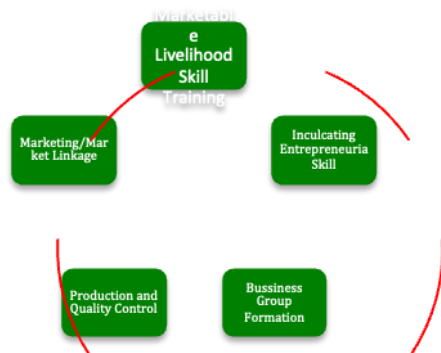 Marketabl
e
Livelihood
Skill
Training
Inculcating
Entrepreneuria
Skill
Bussiness
Group
Formation
Production and
Quality Control
Marketing/Mar
ket Linkage